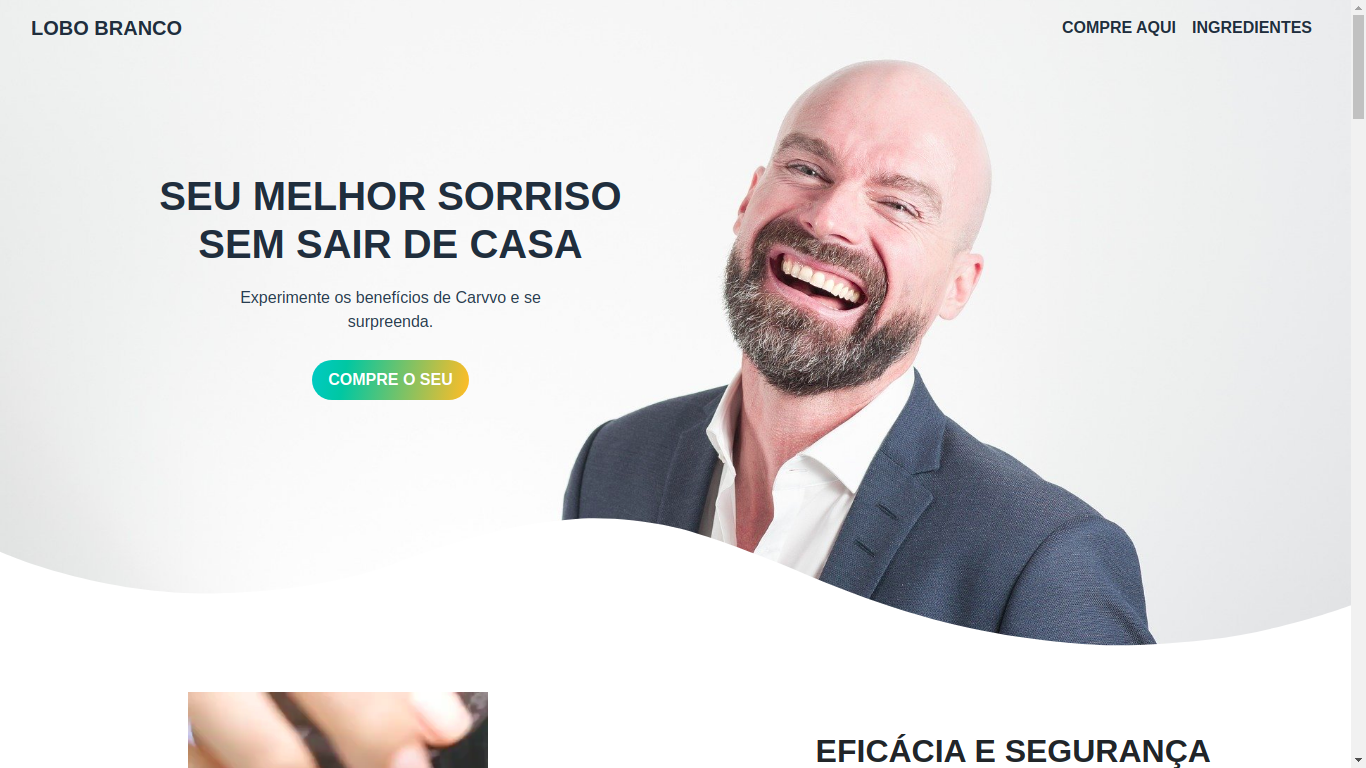 LOBO BRANCO
COMPRE AQUI INGREDIENTES
SEU MELHOR SORRISO
SEM SAIR DE CASA
Experimente os benefícios de Carvvo e se
surpreenda.
COMPRE O SEU
EFICÁCIA E SEGURANÇA